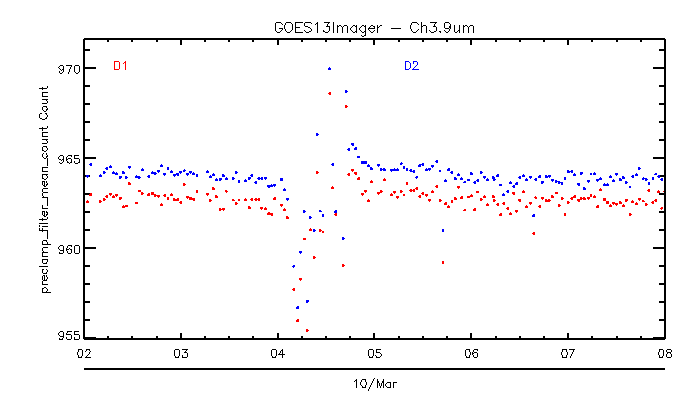 GOES13Imager − Ch3.9um
D1
D2
preclamp_filter_mean_count Count
970
965
960
955
02 03 04 05 06 07 08
10/Mar